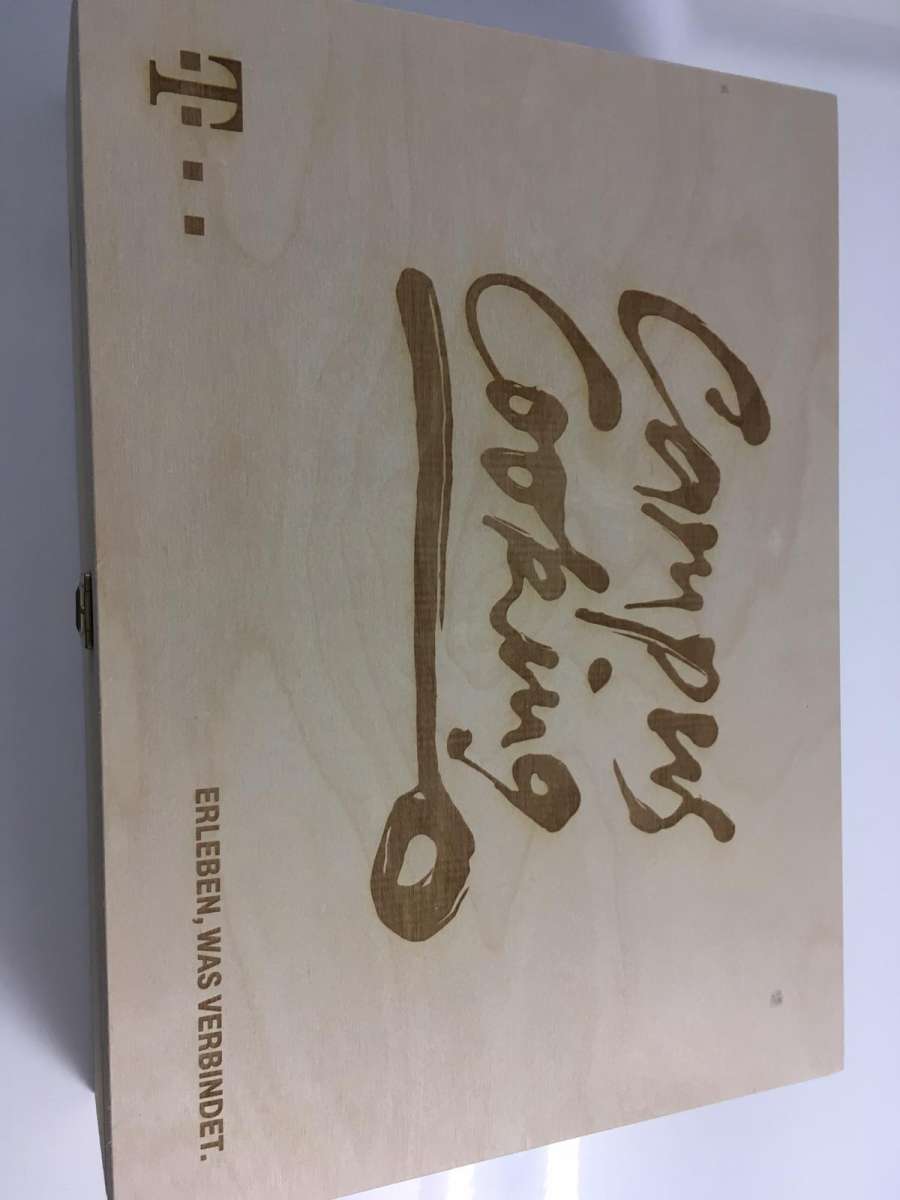 Campus
Cooking
T
ERLEBEN, WAS VERBINDET.